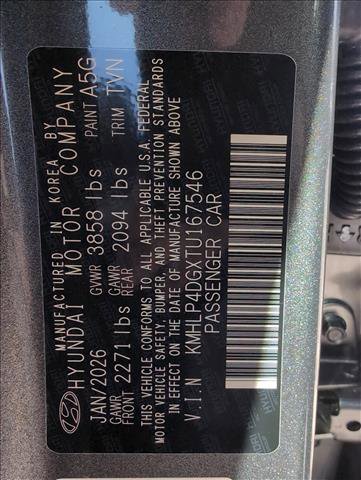 MANUFACTURED IN KOREA BY
HYUNDAI MOTOR COMPANY
JAN/2026 GVWR 3858 lbs PAINT A5G
GAWR FRONT 2271 lbs GAWR REAR 2094 lbs TRIM TVN
THIS VEHICLE CONFORMS TO ALL APPLICABLE U.S.A. FEDERAL
MOTOR VEHICLE SAFETY, BUMPER, AND THEFT PREVENTION STANDARDS
IN EFFECT ON THE DATE OF MANUFACTURE SHOWN ABOVE
V.I.N KMHLP4DGXTU167546
PASSENGER CAR